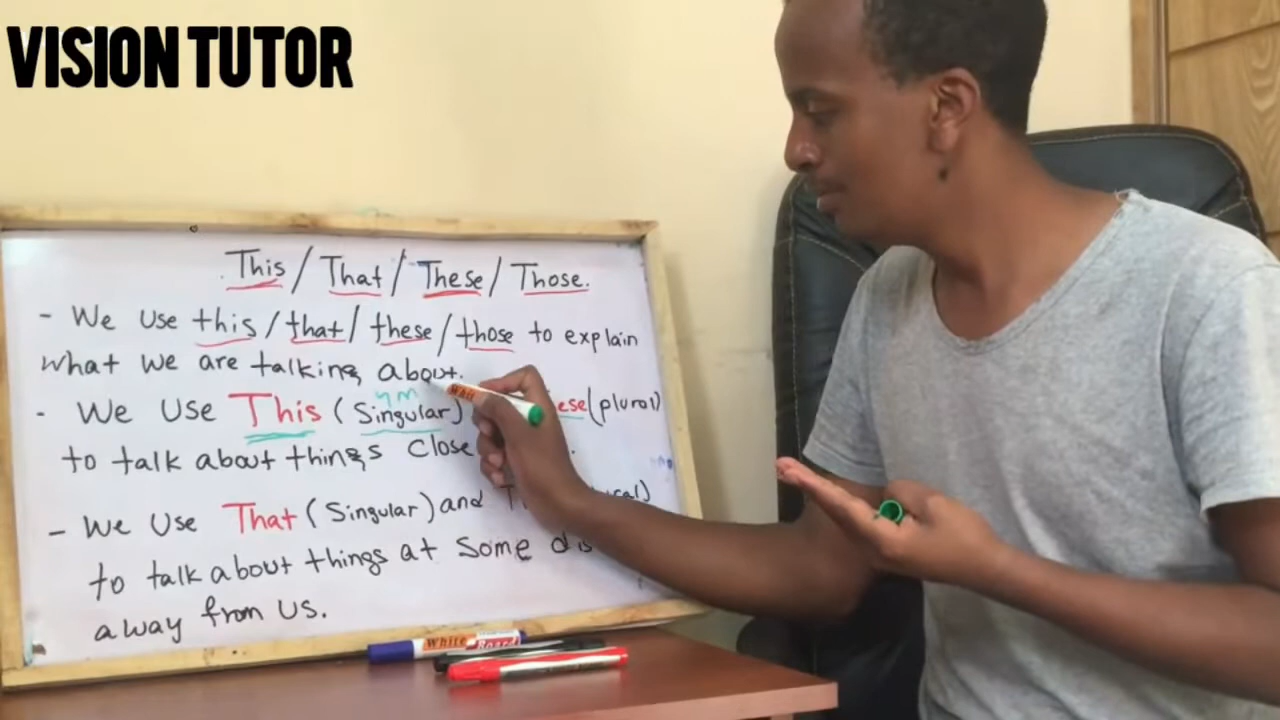 VISION TUTOR
This / That / These / Those.
- We use this / that / these / those to explain
what we are talking about.
- We Use This (Singular) ese (plural)
to talk about things close
- We Use That (Singular) and
to talk about things at Some
away from us.
White